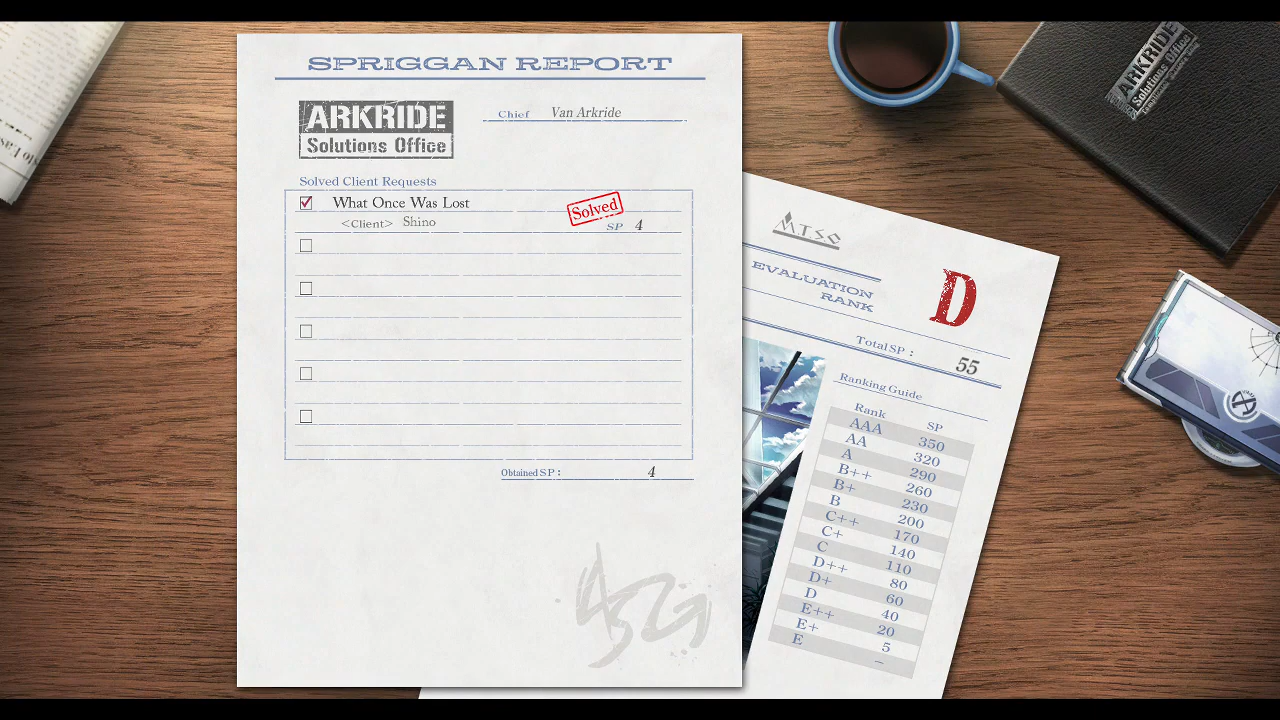 SPRIGGAN REPORT
ARKRIDE
Solutions Office
Chief Van Arkride
Solved Client Requests
What Once Was Lost
Solved
<Client> Shino
SP 4
Obtained SP : 4
M.T.S.O
EVALUATION
RANK
D
Total SP : 55
Ranking Guide
Rank SP
AAA 350
AA 320
A 290
B++ 260
B+ 230
B 200
C++ 170
C+ 140
C 110
D++ 80
D+ 60
D 40
E++ 20
E+ 5
E –
ARKRIDE
Solutions Office